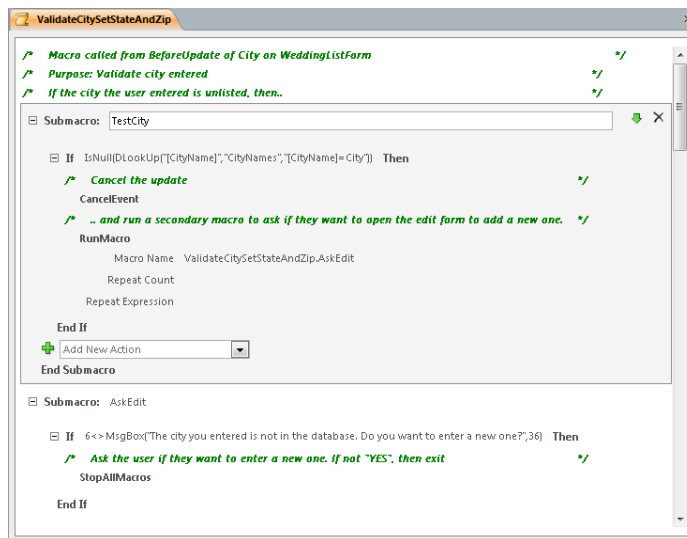 ValidateCitySetStateAndZip
/* Macro called from BeforeUpdate of City on WeddingListForm */
/* Purpose: Validate city entered */
/* If the city the user entered is unlisted, then.. */
Submacro: TestCity
If IsNull(DLookUp("[CityName]","CityNames","[CityName]=City")) Then
/* Cancel the update */
CancelEvent
/* .. and run a secondary macro to ask if they want to open the edit form to add a new one. */
RunMacro
Macro Name ValidateCitySetStateAndZip.AskEdit
Repeat Count
Repeat Expression
End If
Add New Action
End Submacro
Submacro: AskEdit
If 6<>MsgBox("The city you entered is not in the database. Do you want to enter a new one?",36) Then
/* Ask the user if they want to enter a new one. If not "YES", then exit */
StopAllMacros
End If